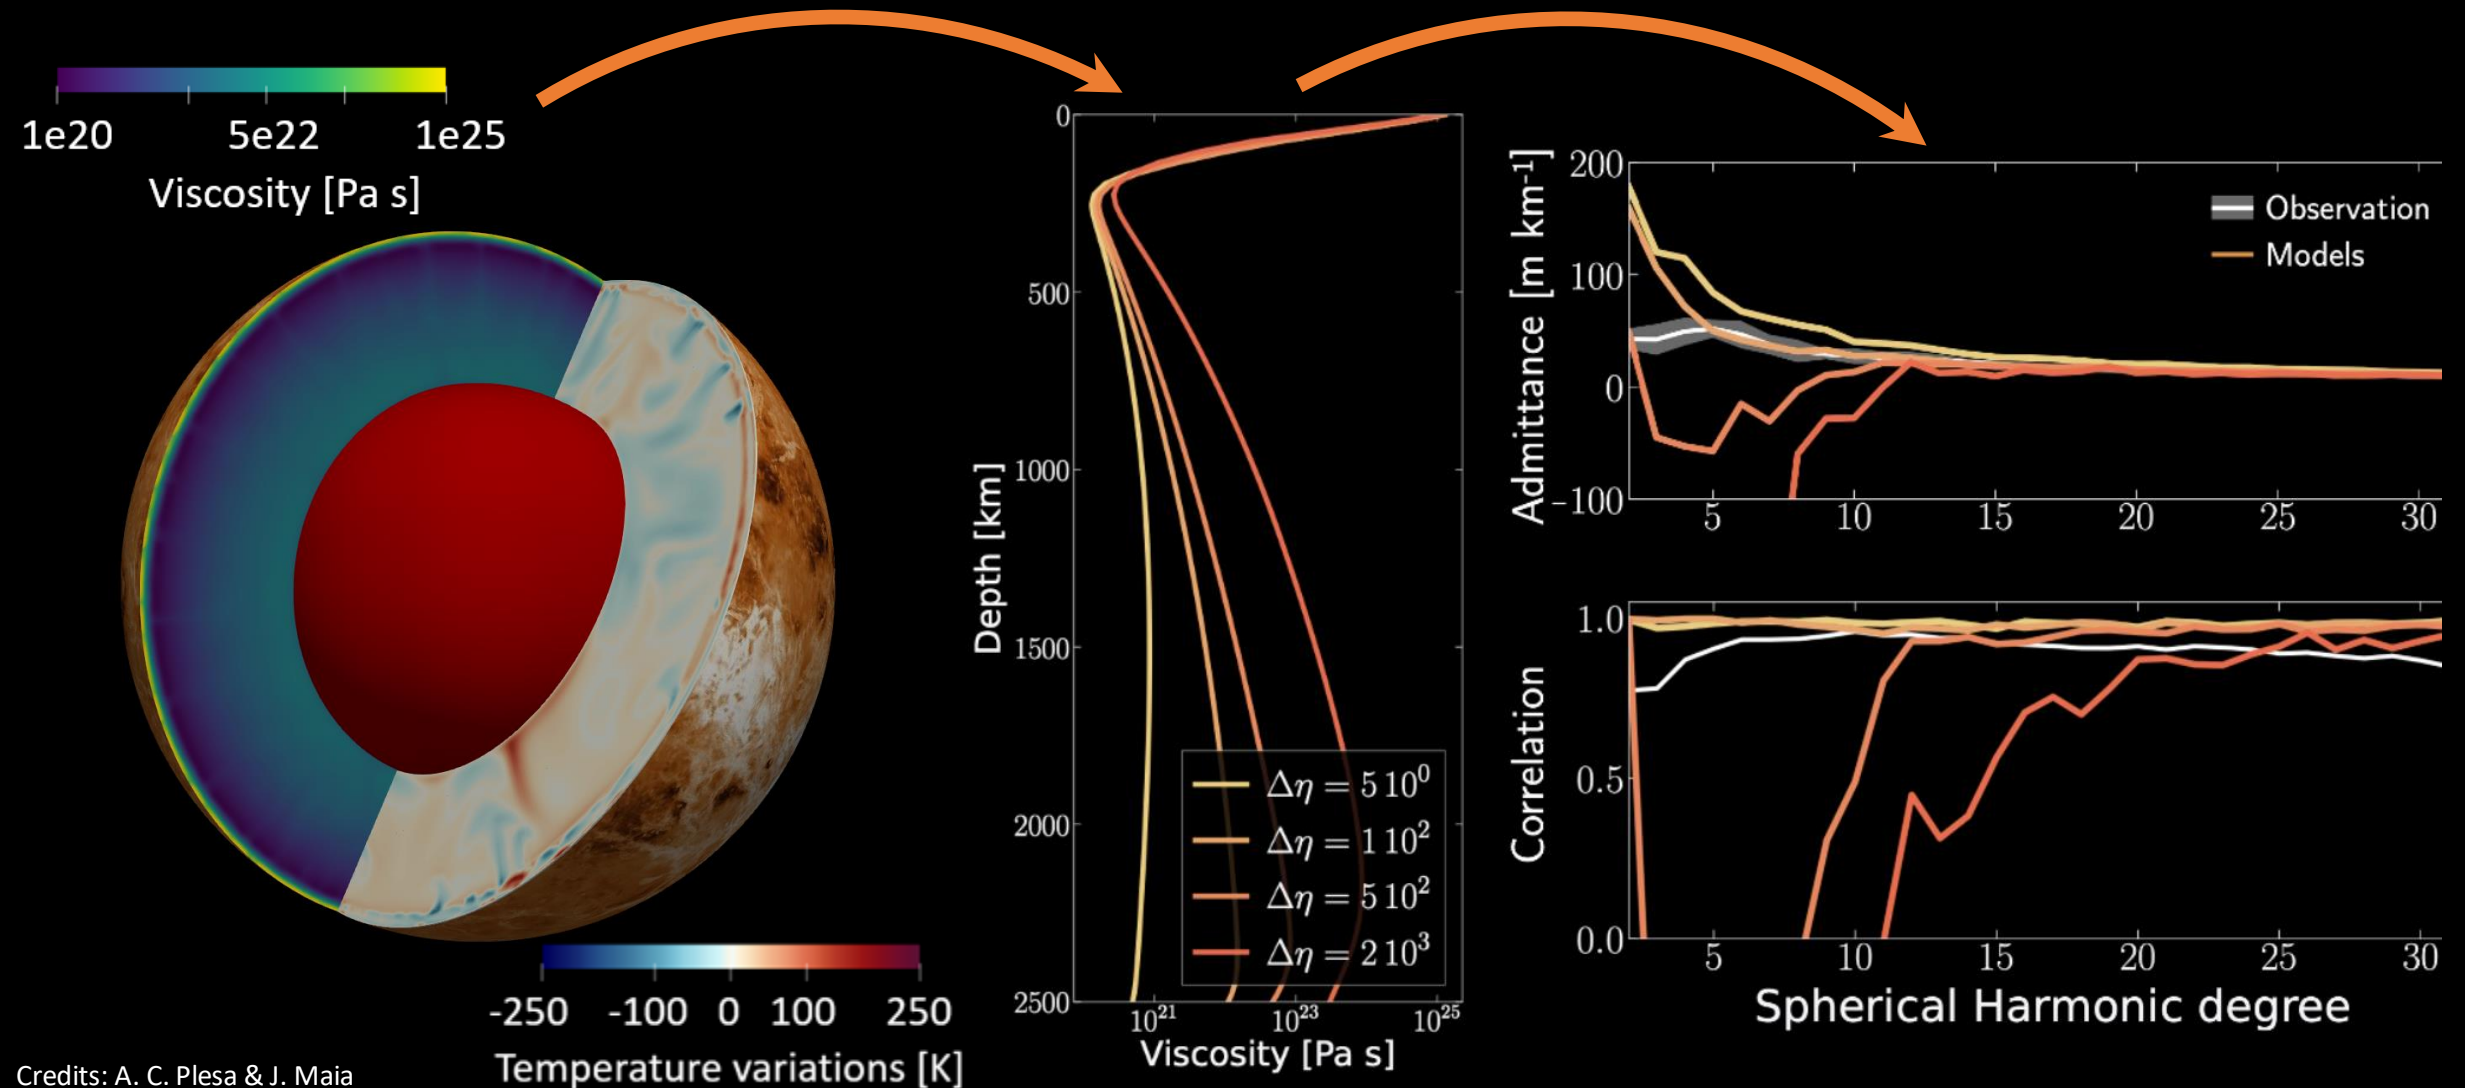 1e20 5e22 1e25
Viscosity [Pa s]
-250 -100 0 100 250
Temperature variations [K]
Credits: A. C. Plesa & J. Maia
0
500
1000
1500
2000
2500
Depth [km]
Δη = 5 10⁰
Δη = 1 10²
Δη = 5 10²
Δη = 2 10³
10²¹ 10²³ 10²⁵
Viscosity [Pa s]
200
100
0
−100
Admittance [m km⁻¹]
Observation
Models
5 10 15 20 25 30
1.0
0.5
0.0
Correlation
5 10 15 20 25 30
Spherical Harmonic degree